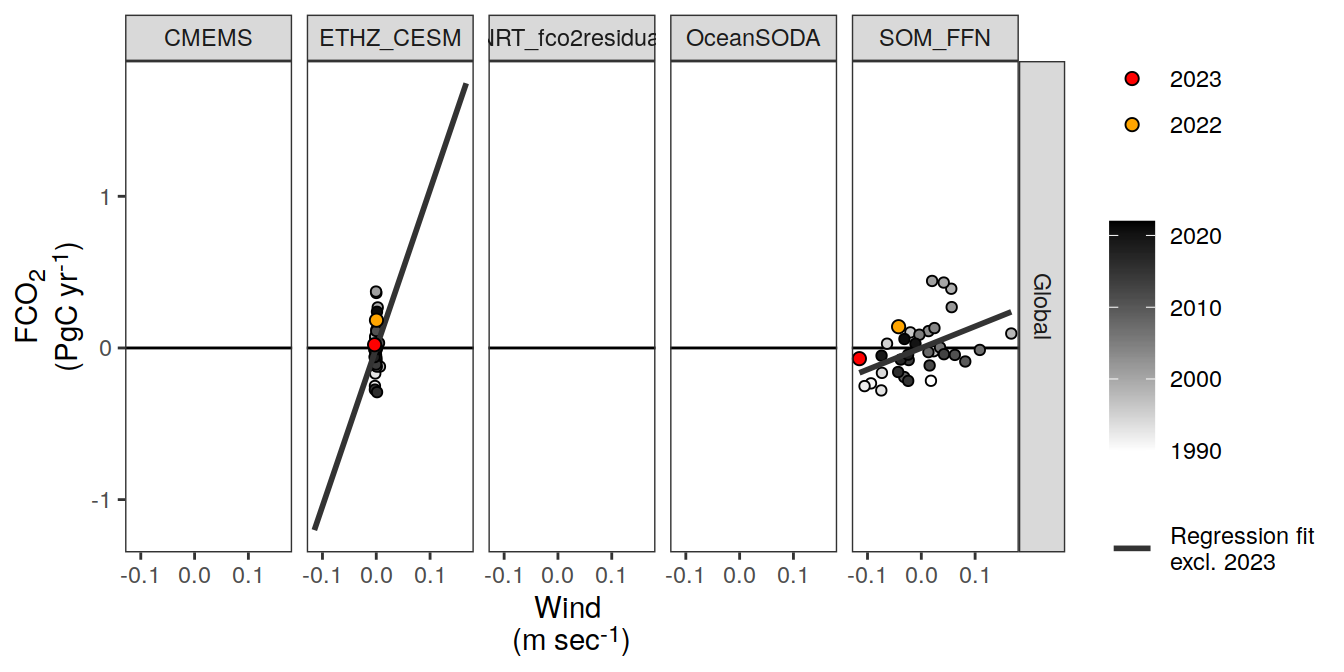 CMEMS ETHZ_CESM NRT_fco2residua OceanSODA SOM_FFN
2023
2022
FCO2
(PgC yr-1)
1
0
-1
Global
2020
2010
2000
1990
Regression fit
excl. 2023
-0.1 0.0 0.1 -0.1 0.0 0.1 -0.1 0.0 0.1 -0.1 0.0 0.1 -0.1 0.0 0.1
Wind
(m sec-1)